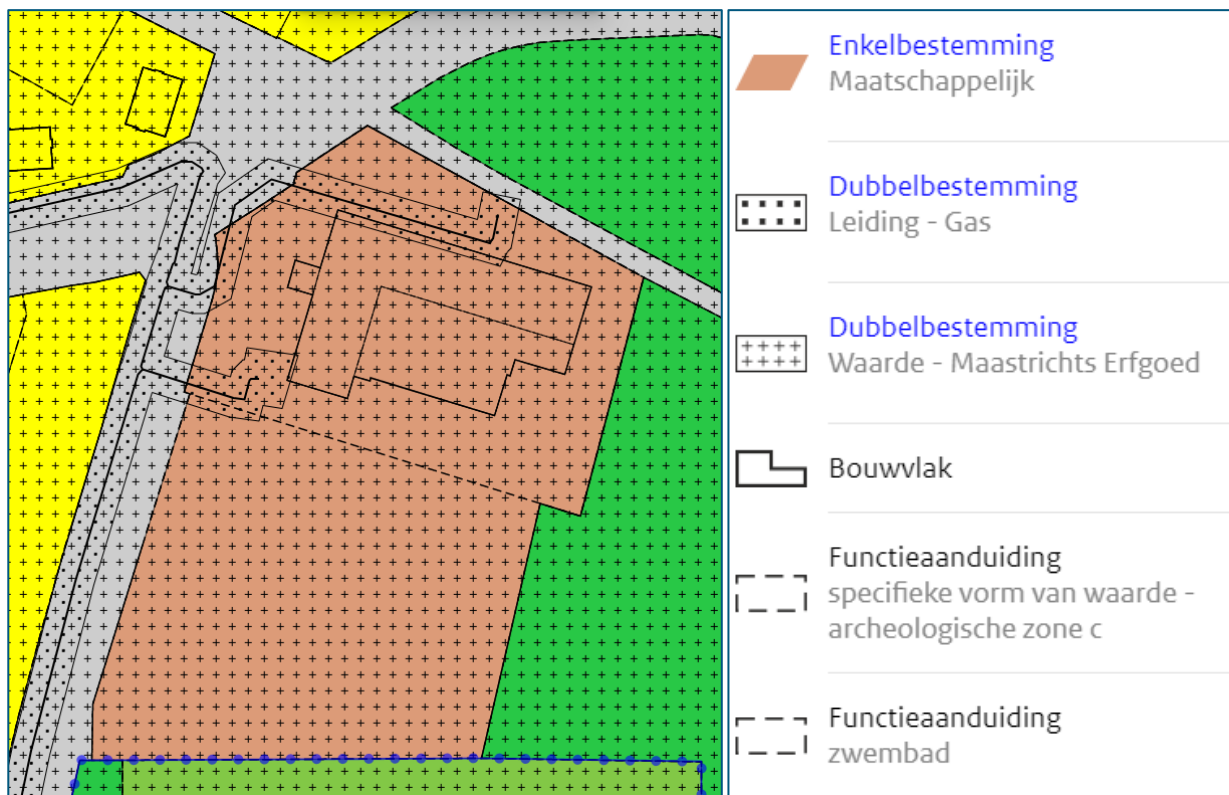 Enkelbestemming
Maatschappelijk
Dubbelbestemming
Leiding - Gas
Dubbelbestemming
Waarde - Maastrichts Erfgoed
Bouwvlak
Functieaanduiding
specifieke vorm van waarde -
archeologische zone c
Functieaanduiding
zwembad